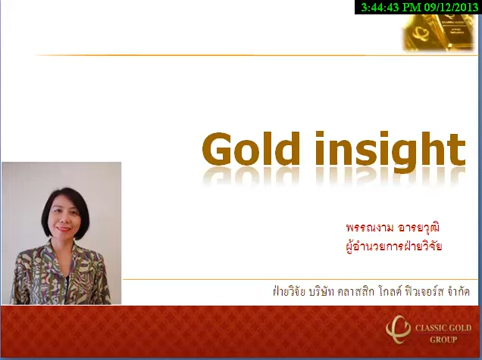 3:44:43 PM 09/12/2013
Gold insight
พรรณงาม อารยวุฒิ
ผู้อำนวยการฝ่ายวิจัย
ฝ่ายวิจัย บริษัท คลาสสิก โกลด์ ฟิวเจอร์ส จำกัด
CLASSIC GOLD
GROUP